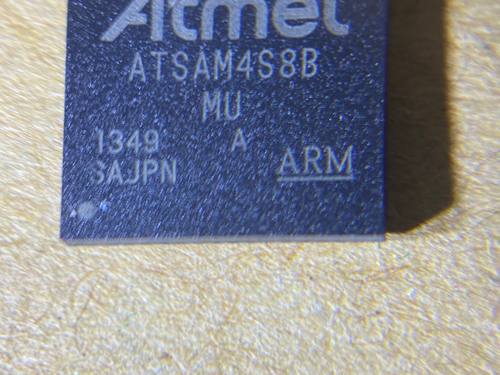 Atmel
ATSAM4S8B
MU
1349 A
SAJPN ARM